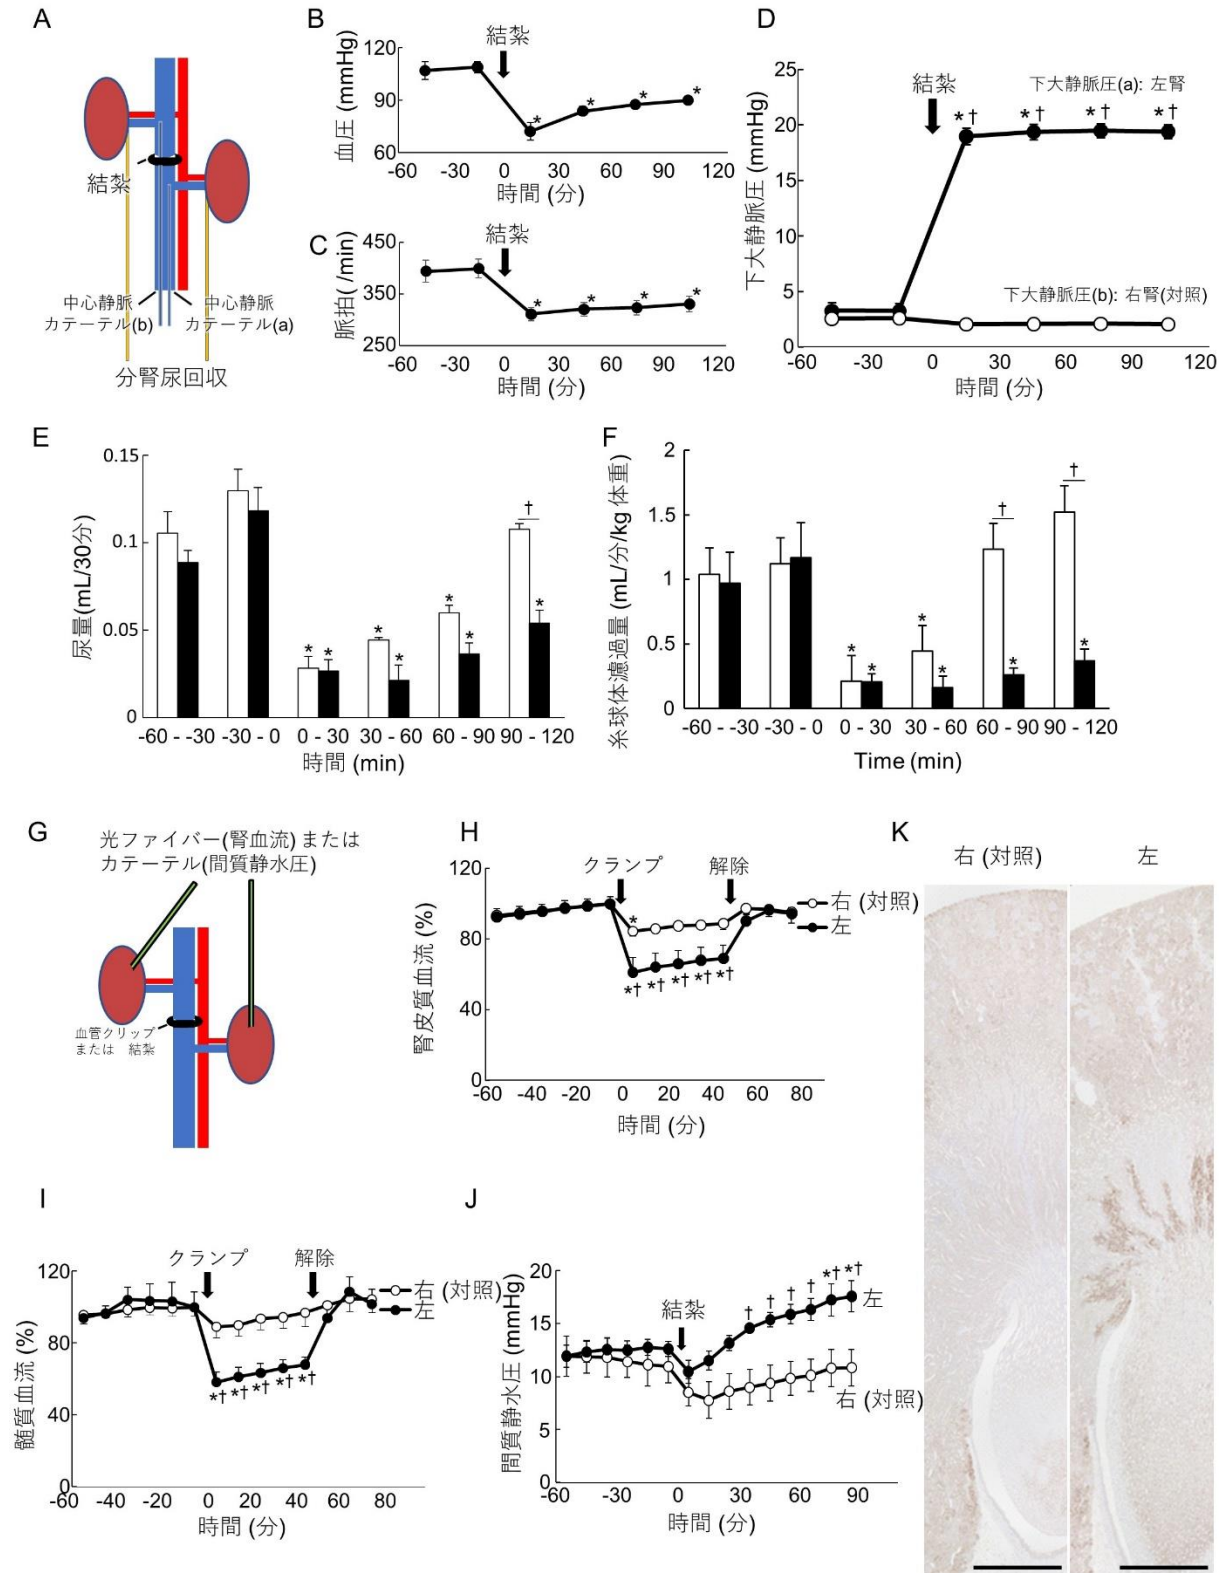 A
結紮
中心静脈
カテーテル(b)
中心静脈
カテーテル(a)
分腎尿回収
B
結紮
血圧 (mmHg)
120
90
60
-60 -30 0 30 60 90 120
時間 (分)
*
*
*
*
C
結紮
脈拍( /min)
450
350
250
-60 -30 0 30 60 90 120
時間 (分)
*
*
*
*
D
下大静脈圧(a): 左腎
結紮
*† *† *† *†
下大静脈圧 (mmHg)
25
20
15
10
5
0
下大静脈圧(b): 右腎(対照)
-60 -30 0 30 60 90 120
時間 (分)
E
尿量(mL/30分)
0.15
0.1
0.05
0
†
* * * * * * *
-60 - -30 -30 - 0 0 - 30 30 - 60 60 - 90 90 - 120
時間 (min)
F
糸球体濾過量 (mL/分/kg 体重)
2
1.5
1
0.5
0
† †
* * * * * *
-60 - -30 -30 - 0 0 - 30 30 - 60 60 - 90 90 - 120
Time (min)
G
光ファイバー(腎血流) または
カテーテル(間質静水圧)
血管クリップ
または 結紮
H
クランプ 解除
腎皮質血流 (%)
120
80
40
0
右 (対照)
左
*
*† *† *† *† *†
-60 -40 -20 0 20 40 60 80
時間 (分)
I
クランプ 解除
髄質血流 (%)
120
80
40
0
右 (対照)
左
*† *† *† *† *†
-60 -40 -20 0 20 40 60 80
時間 (分)
J
結紮
間質静水圧 (mmHg)
20
15
10
5
0
† † † † *† *†
左
右 (対照)
-60 -30 0 30 60 90
時間 (分)
K
右 (対照) 左